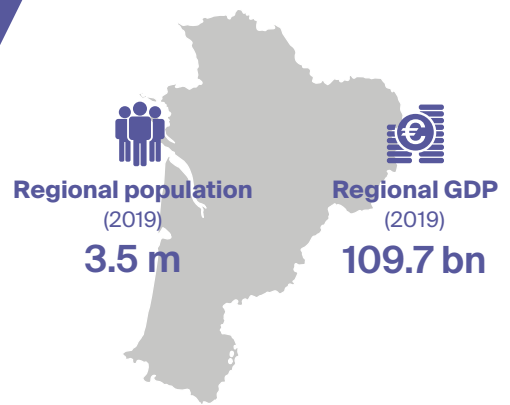 Regional population
(2019)
3.5 m
€
Regional GDP
(2019)
109.7 bn